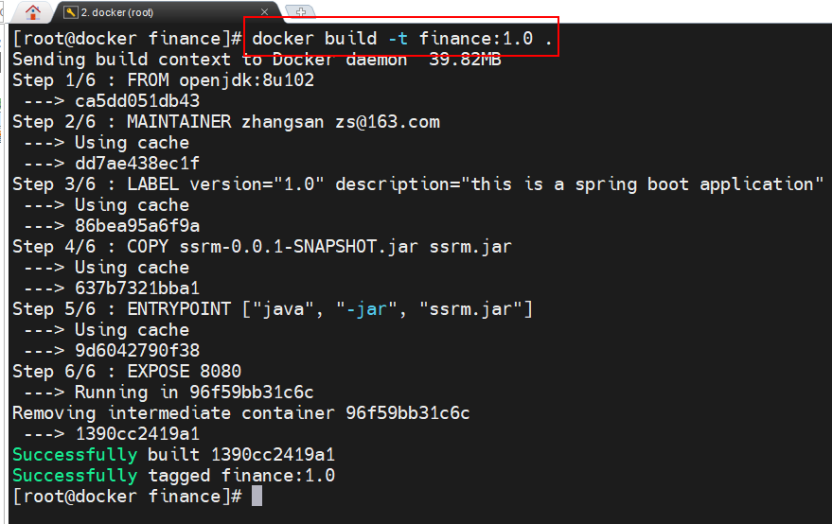 2. docker (root)
[root@docker finance]# docker build -t finance:1.0 .
Sending build context to Docker daemon  39.82MB
Step 1/6 : FROM openjdk:8u102
 ---> ca5dd051db43
Step 2/6 : MAINTAINER zhangsan zs@163.com
 ---> Using cache
 ---> dd7ae438ec1f
Step 3/6 : LABEL version="1.0" description="this is a spring boot application"
 ---> Using cache
 ---> 86bea95a6f9a
Step 4/6 : COPY ssrm-0.0.1-SNAPSHOT.jar ssrm.jar
 ---> Using cache
 ---> 637b7321bba1
Step 5/6 : ENTRYPOINT ["java", "-jar", "ssrm.jar"]
 ---> Using cache
 ---> 9d6042790f38
Step 6/6 : EXPOSE 8080
 ---> Running in 96f59bb31c6c
Removing intermediate container 96f59bb31c6c
 ---> 1390cc2419a1
Successfully built 1390cc2419a1
Successfully tagged finance:1.0
[root@docker finance]#